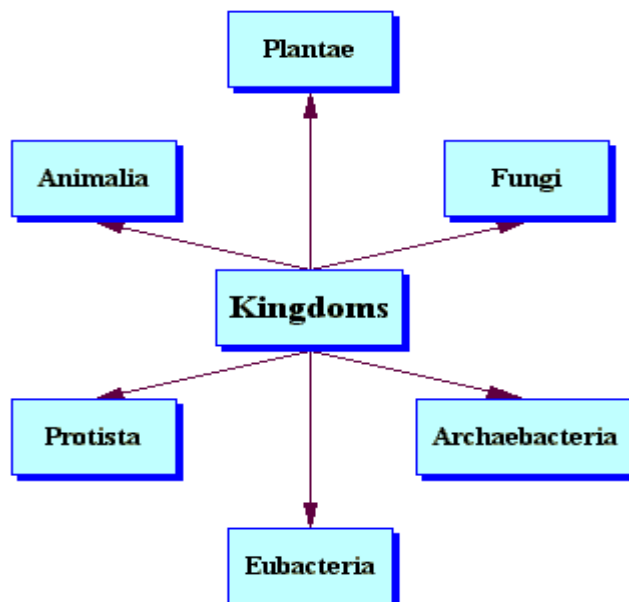 Plantae
Animalia
Fungi
Kingdoms
Protista
Archaebacteria
Eubacteria